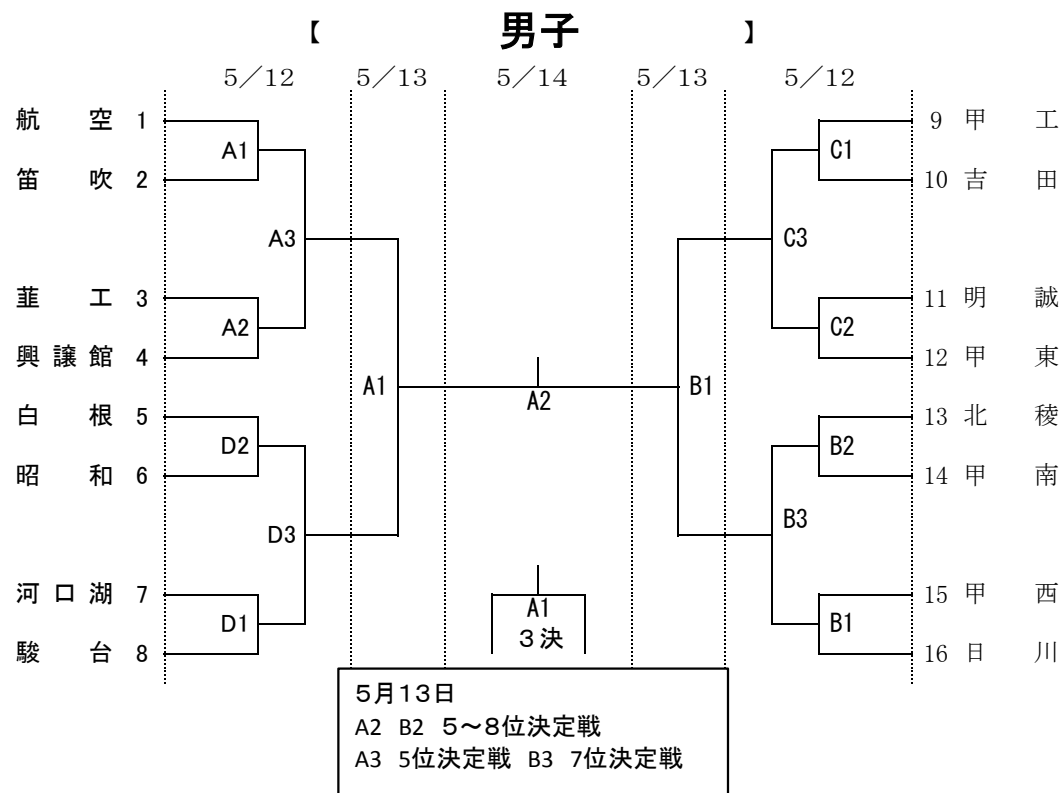 【 男子 】
5／12 5／13 5／14 5／13 5／12
航 空 1 9 甲 工
A1 C1
笛 吹 2 10 吉 田
A3 C3
韮 工 3 11 明 誠
A2 C2
興 譲 館 4 12 甲 東
A1 A2 B1
白 根 5 13 北 稜
D2 B2
昭 和 6 14 甲 南
D3 B3
河 口 湖 7 15 甲 西
A1
D1 B1
3決
駿 台 8 16 日 川
5月13日
A2 B2 5～8位決定戦
A3 5位決定戦 B3 7位決定戦